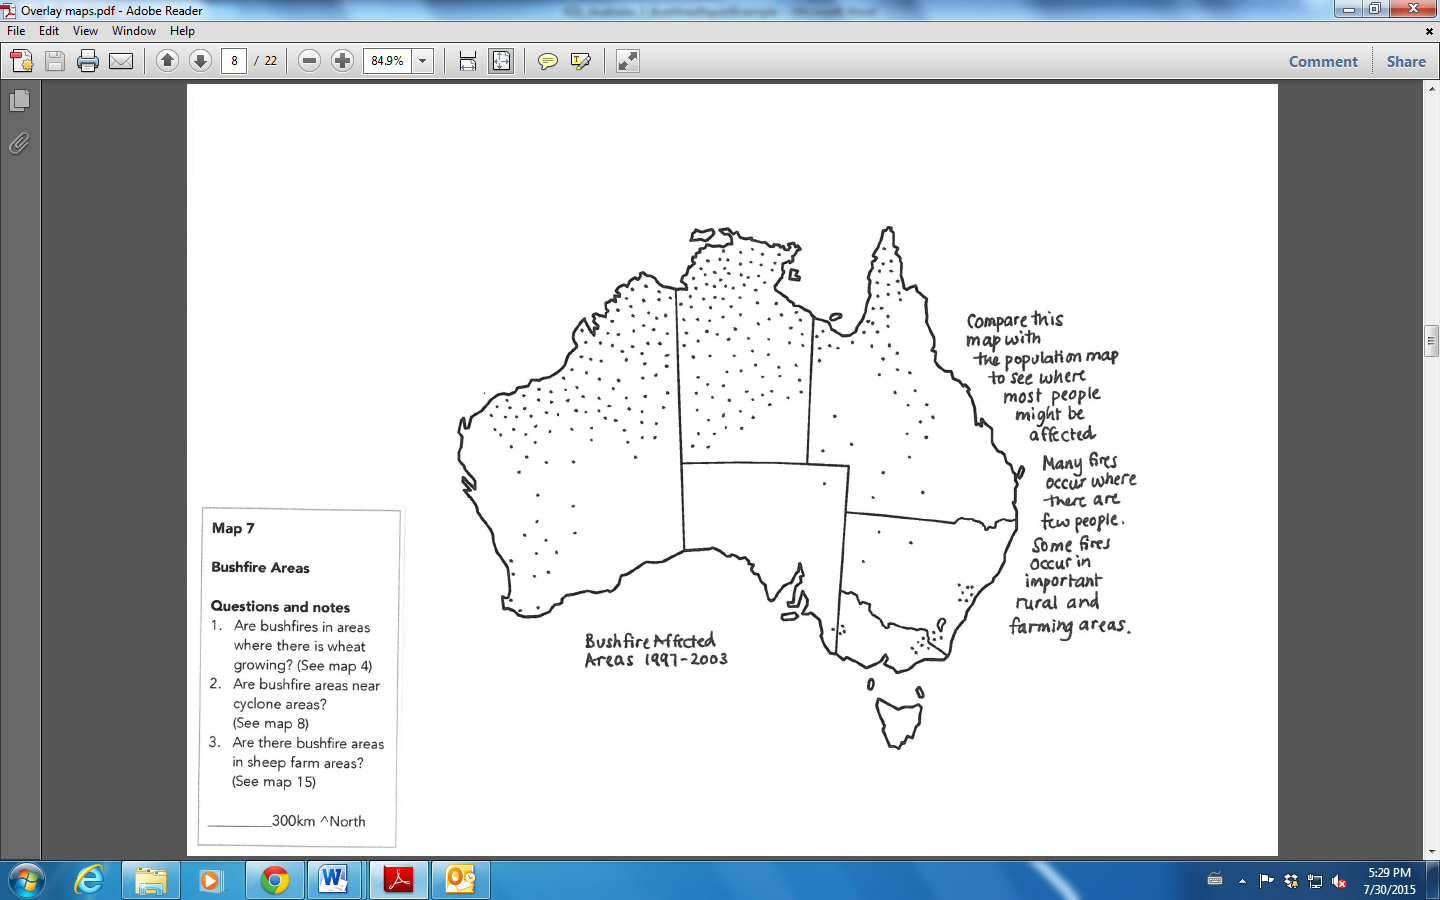 Overlay maps.pdf - Adobe Reader
File Edit View Window Help
8 / 22
84.9%
Comment Share
Compare this
map with
the population map
to see where
most people
might be
affected
Many fires
occur where
there are
few people.
Some fires
occur in
important
rural and
farming areas.
Bushfire Affected
Areas 1997-2003
Map 7
Bushfire Areas
Questions and notes
1. Are bushfires in areas
where there is wheat
growing? (See map 4)
2. Are bushfire areas near
cyclone areas?
(See map 8)
3. Are there bushfire areas
in sheep farm areas?
(See map 15)
________300km ^North
5:29 PM
7/30/2015